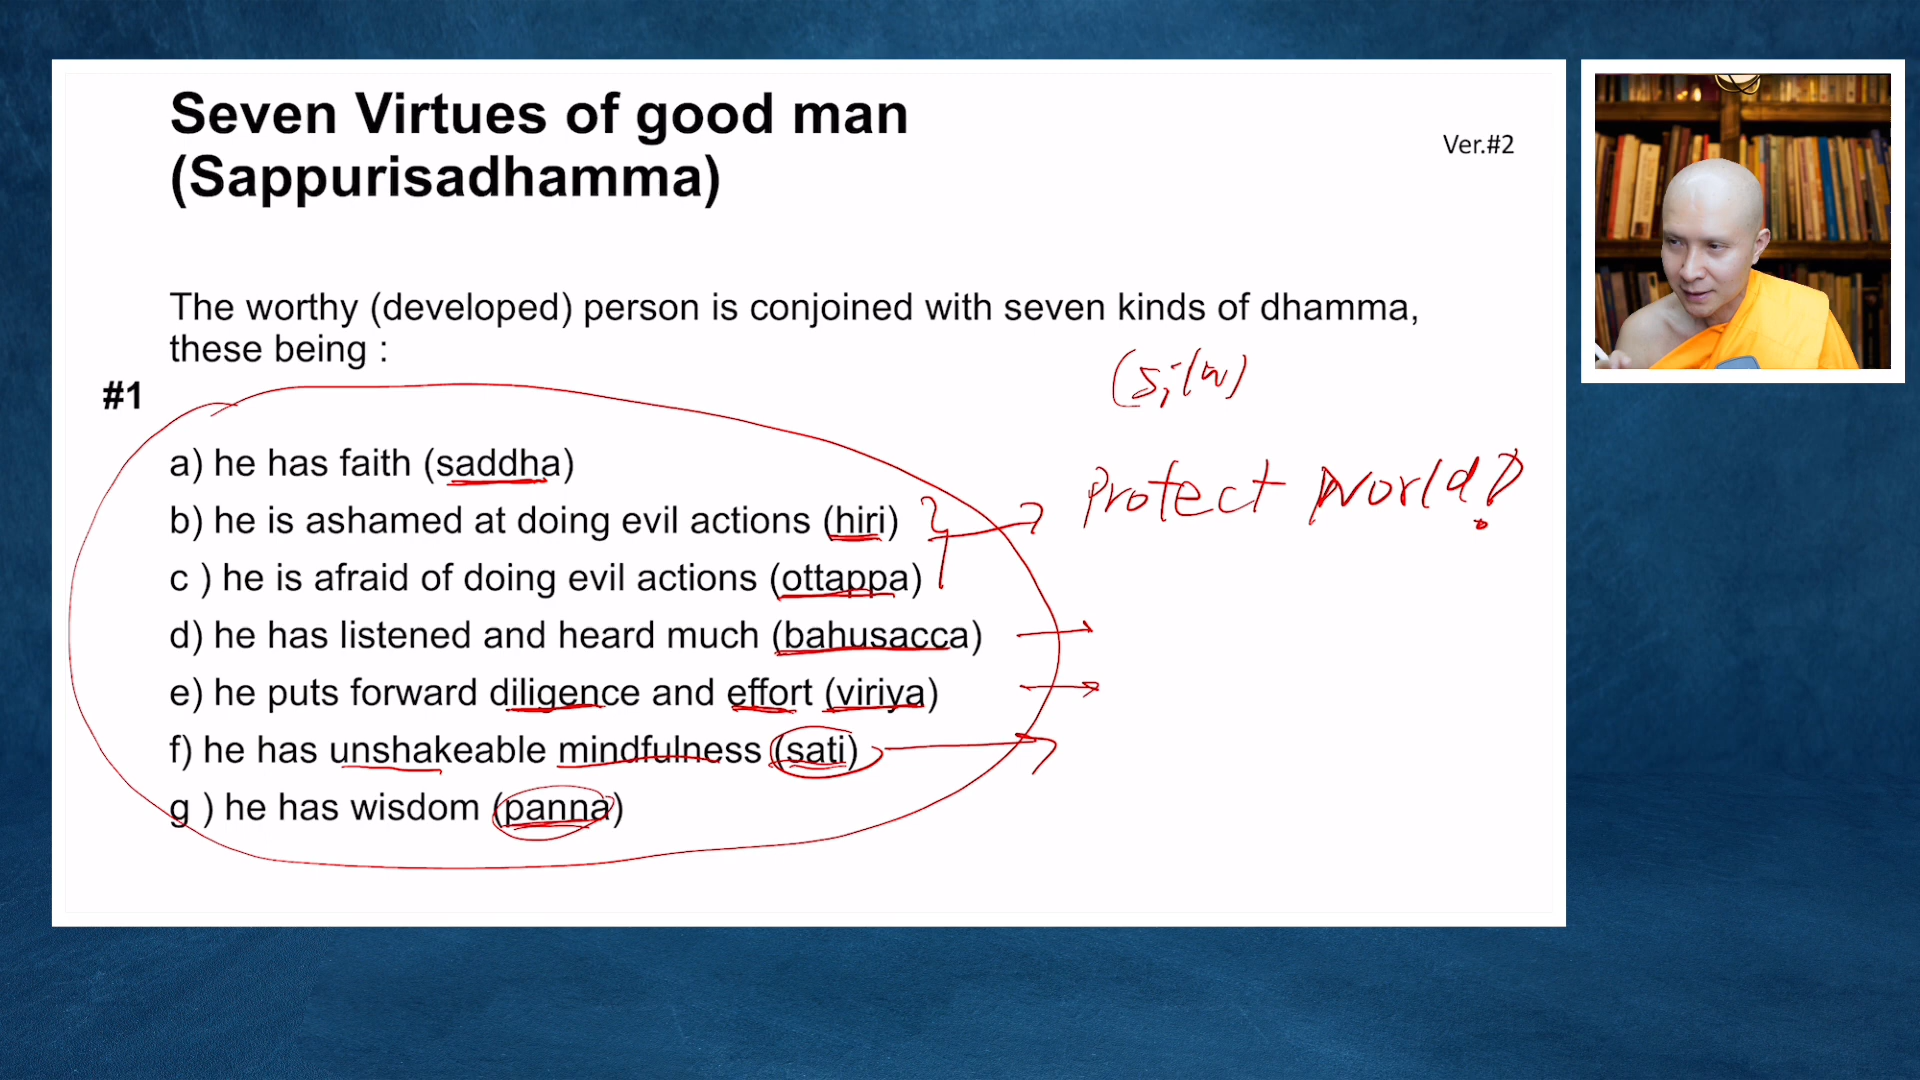 Seven Virtues of good man
(Sappurisadhamma)
Ver.#2
The worthy (developed) person is conjoined with seven kinds of dhamma,
these being :
#1
a) he has faith (saddha)
b) he is ashamed at doing evil actions (hiri)
Protect World?
c ) he is afraid of doing evil actions (ottappa)
d) he has listened and heard much (bahusacca)
e) he puts forward diligence and effort (viriya)
f) he has unshakeable mindfulness (sati)
g ) he has wisdom (panna)